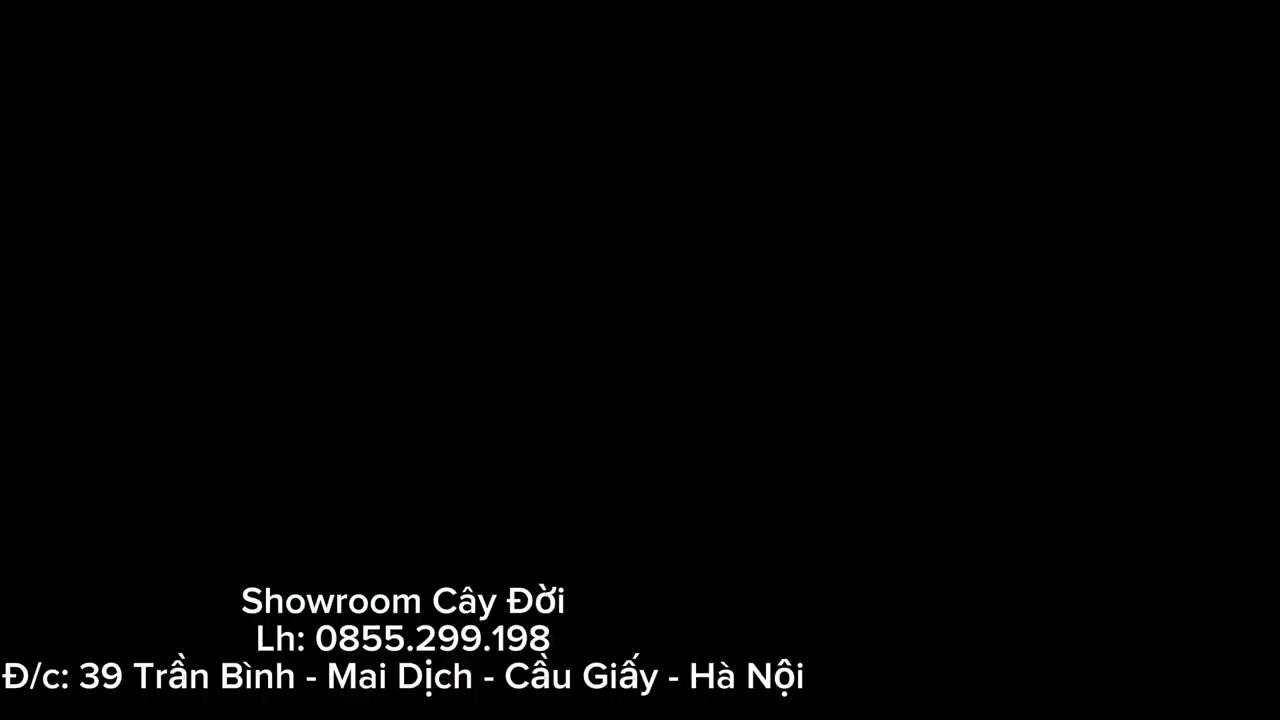 Showroom Cây Đời
Lh: 0855.299.198
Đ/c: 39 Trần Bình - Mai Dịch - Cầu Giấy - Hà Nội